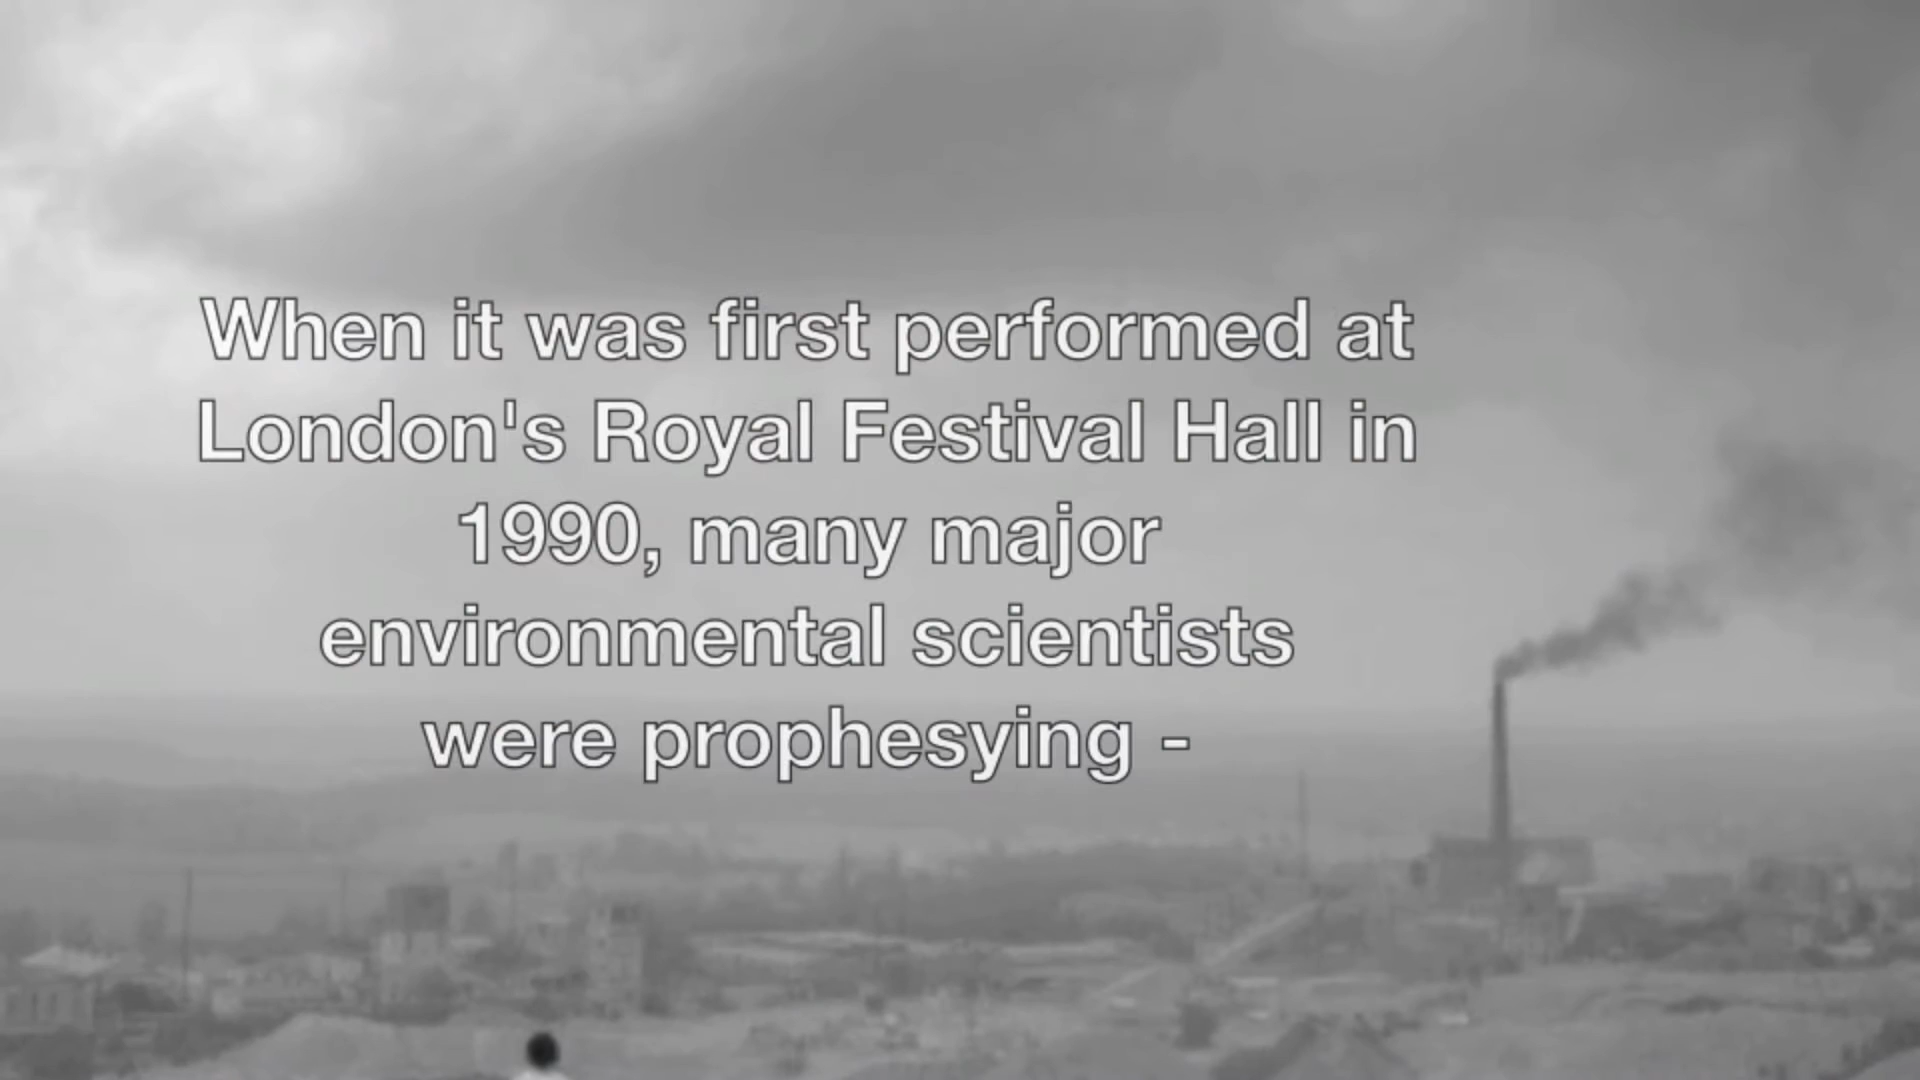 When it was first performed at
London's Royal Festival Hall in
1990, many major
environmental scientists
were prophesying -